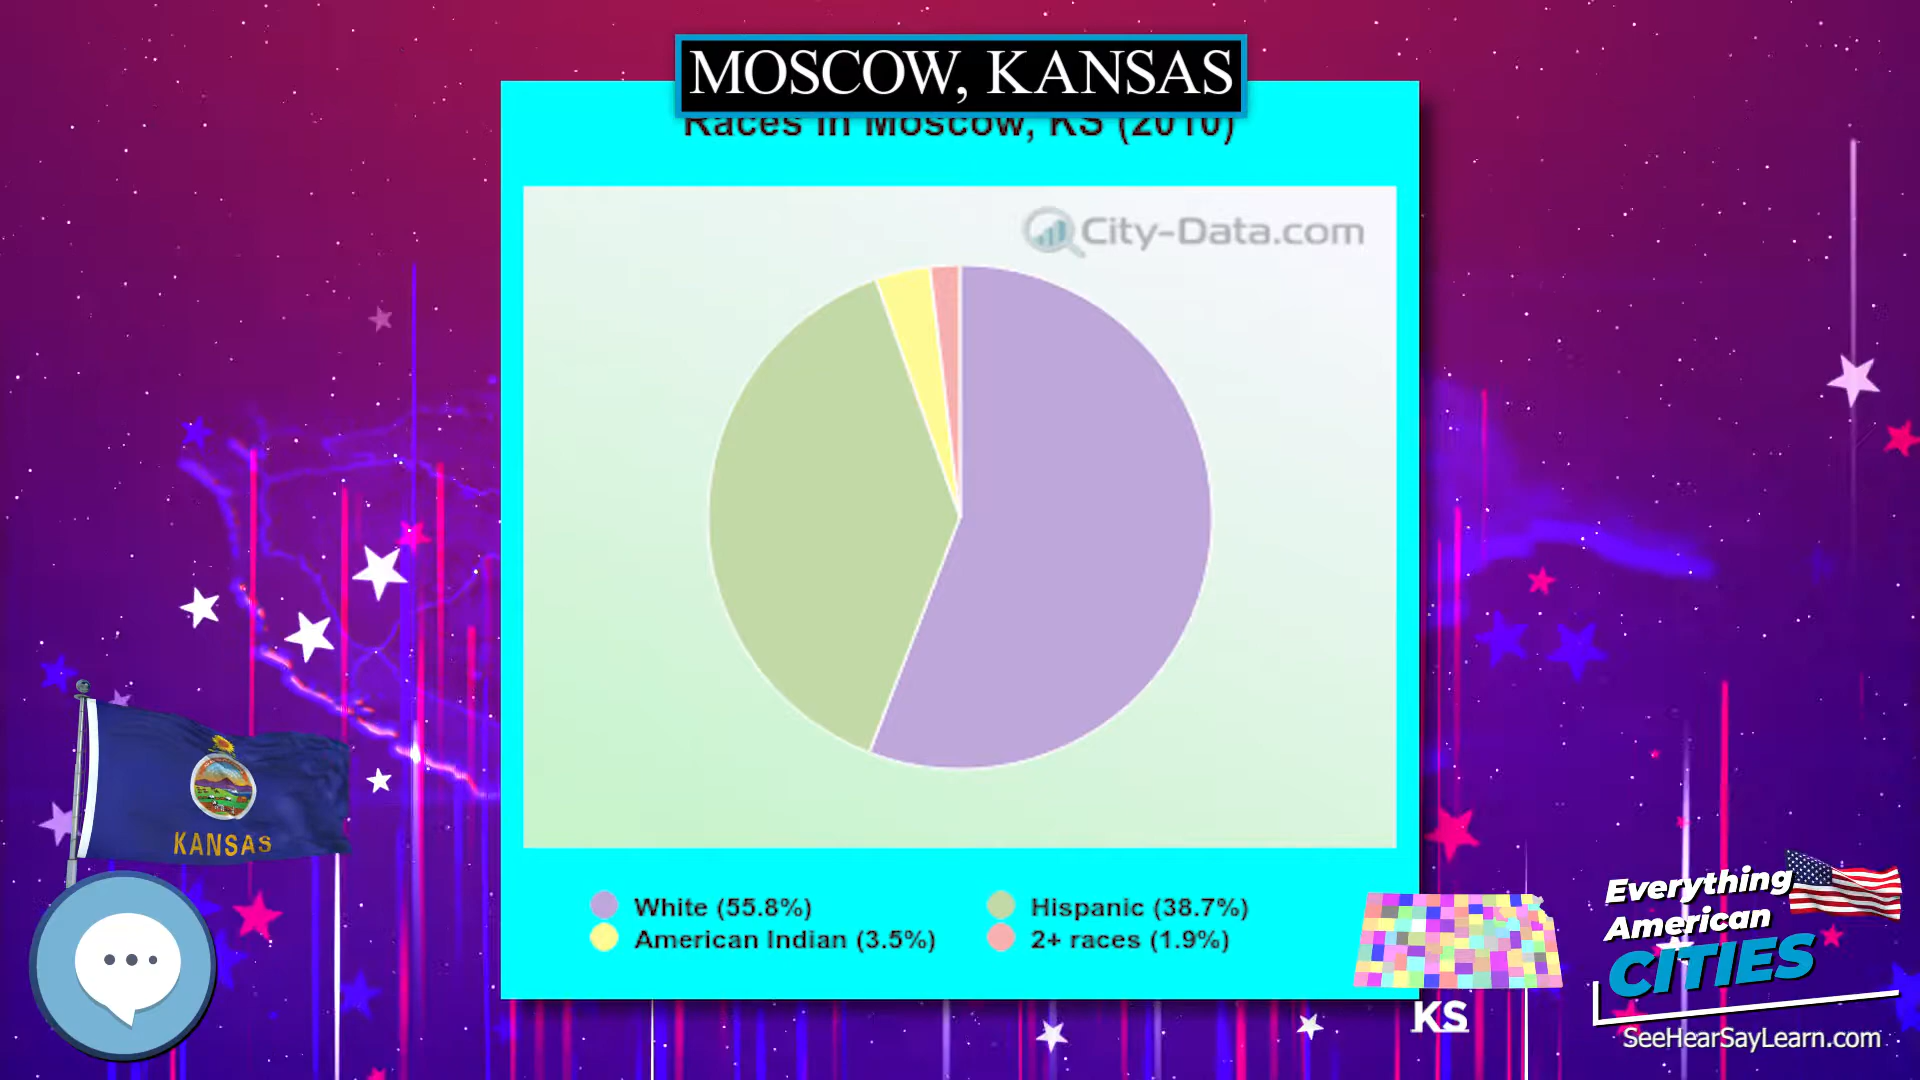 MOSCOW, KANSAS
Races in Moscow, KS (2010)
City-Data.com
White (55.8%)
Hispanic (38.7%)
American Indian (3.5%)
2+ races (1.9%)
KANSAS
KS
Everything
American
CITIES
SeeHearSayLearn.com